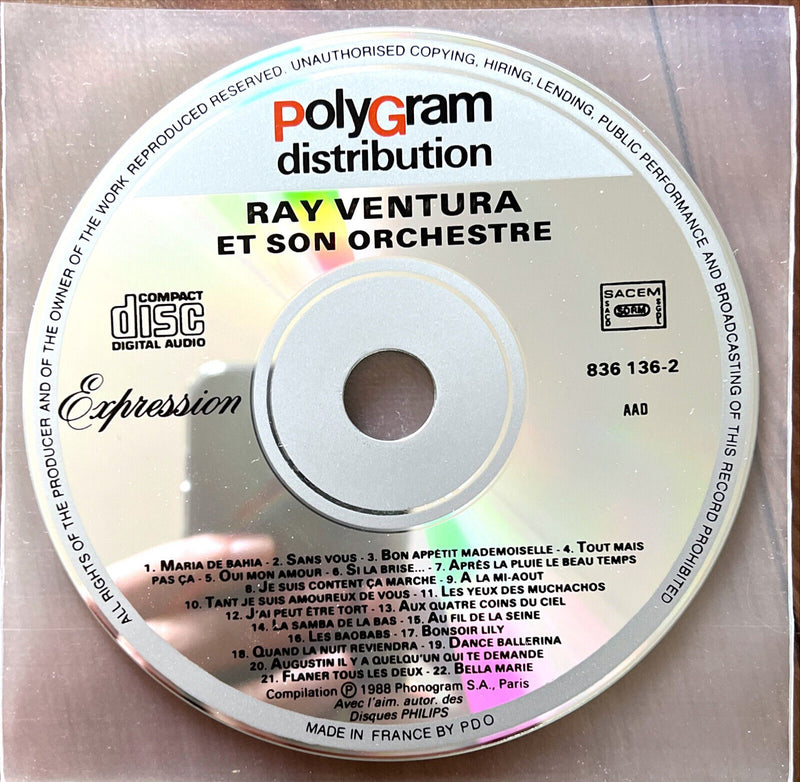 ALL RIGHTS OF THE PRODUCER AND OF THE OWNER OF THE WORK REPRODUCED RESERVED. UNAUTHORISED COPYING, HIRING, LENDING, PUBLIC PERFORMANCE AND BROADCASTING OF THIS RECORD PROHIBITED
PolyGram
distribution
RAY VENTURA
ET SON ORCHESTRE
COMPACT
disc
DIGITAL AUDIO
SACEM
SACD
SDRM
SGDL
836 136-2
Expression
AAD
1. MARIA DE BAHIA - 2. SANS VOUS - 3. BON APPÉTIT MADEMOISELLE - 4. TOUT MAIS
PAS ÇA - 5. OUI MON AMOUR - 6. SI LA BRISE... - 7. APRÈS LA PLUIE LE BEAU TEMPS
8. JE SUIS CONTENT ÇA MARCHE - 9. A LA MI-AOUT
10. TANT JE SUIS AMOUREUX DE VOUS - 11. LES YEUX DES MUCHACHOS
12. J'AI PEUT ÊTRE TORT - 13. AUX QUATRE COINS DU CIEL
14. LA SAMBA DE LA BAS - 15. AU FIL DE LA SEINE
16. LES BAOBABS - 17. BONSOIR LILY
18. QUAND LA NUIT REVIENDRA - 19. DANCE BALLERINA
20. AUGUSTIN IL Y A QUELQU'UN QUI TE DEMANDE
21. FLANER TOUS LES DEUX - 22. BELLA MARIE
Compilation Ⓟ 1988 Phonogram S.A., Paris
Avec l'aim. autor. des
Disques PHILIPS
MADE IN FRANCE BY PDO